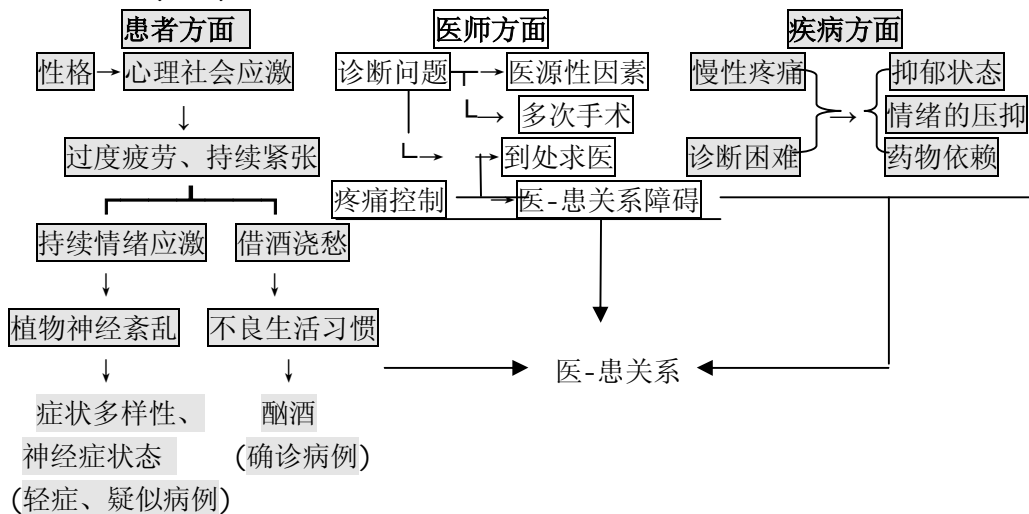 患者方面 医师方面 疾病方面
性格→心理社会应激 诊断问题→医源性因素 慢性疼痛 抑郁状态
↓ →多次手术 → 情绪的压抑
过度疲劳、持续紧张 → →到处求医 诊断困难 药物依赖
疼痛控制→医-患关系障碍
持续情绪应激 借酒浇愁
↓ ↓
植物神经紊乱 不良生活习惯
↓ ↓ 医-患关系
症状多样性、 酗酒
神经症状态 (确诊病例)
(轻症、疑似病例)